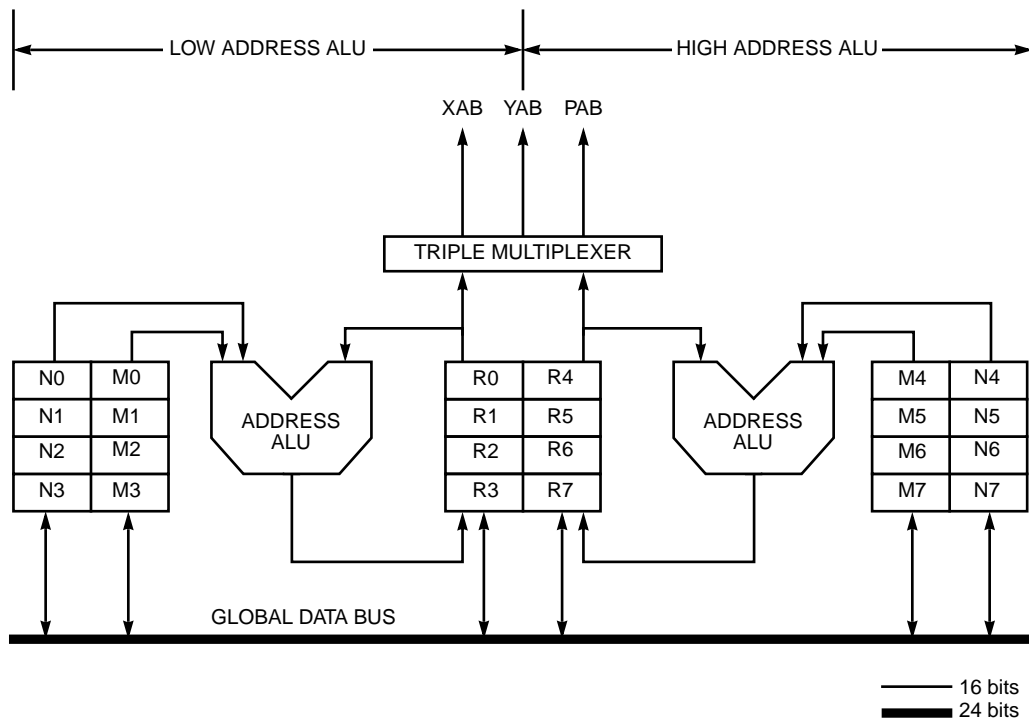 LOW ADDRESS ALU
HIGH ADDRESS ALU
XAB YAB PAB
TRIPLE MULTIPLEXER
N0 M0
N1 M1
N2 M2
N3 M3
ADDRESS
ALU
R0 R4
R1 R5
R2 R6
R3 R7
ADDRESS
ALU
M4 N4
M5 N5
M6 N6
M7 N7
GLOBAL DATA BUS
16 bits
24 bits